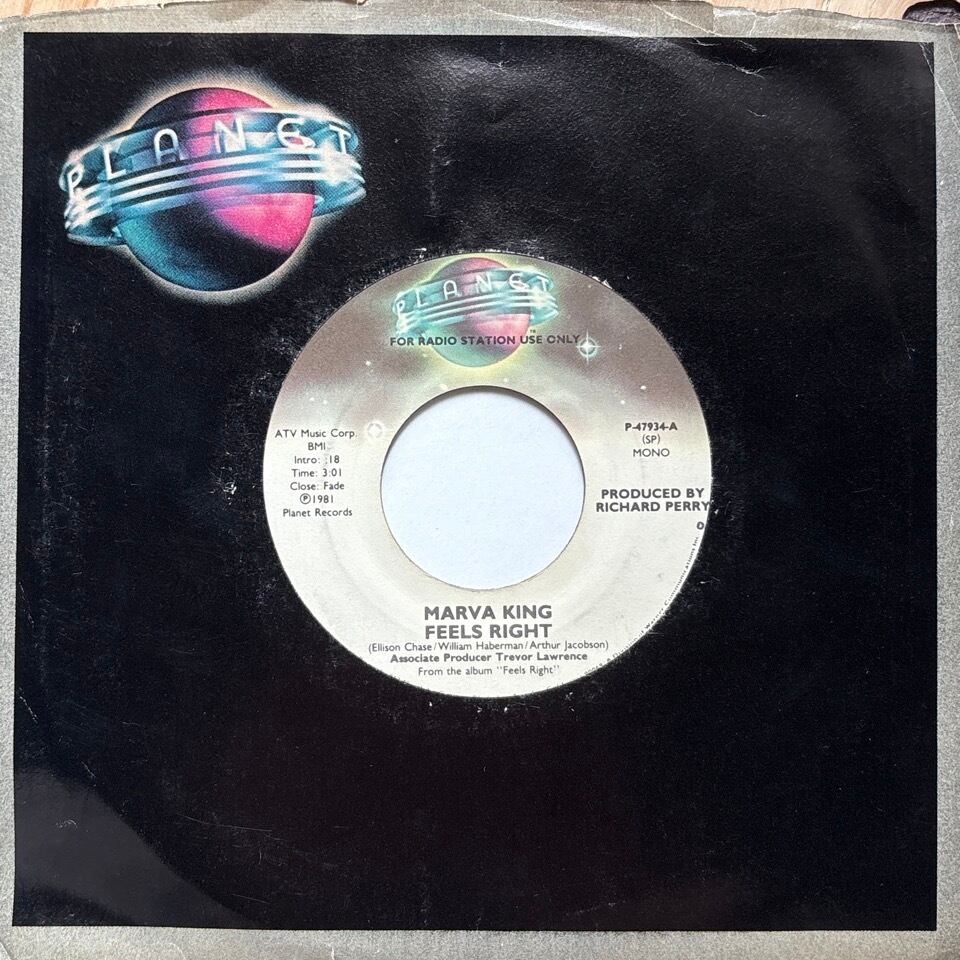 PLANET
PLANET
FOR RADIO STATION USE ONLY
ATV Music Corp.
BMI
Intro: :18
Time: 3:01
Close: Fade
Ⓟ1981
Planet Records
P-47934-A
(SP)
MONO
PRODUCED BY
RICHARD PERRY
MARVA KING
FEELS RIGHT
(Ellison Chase/William Haberman/Arthur Jacobson)
Associate Producer Trevor Lawrence
From the album "Feels Right"